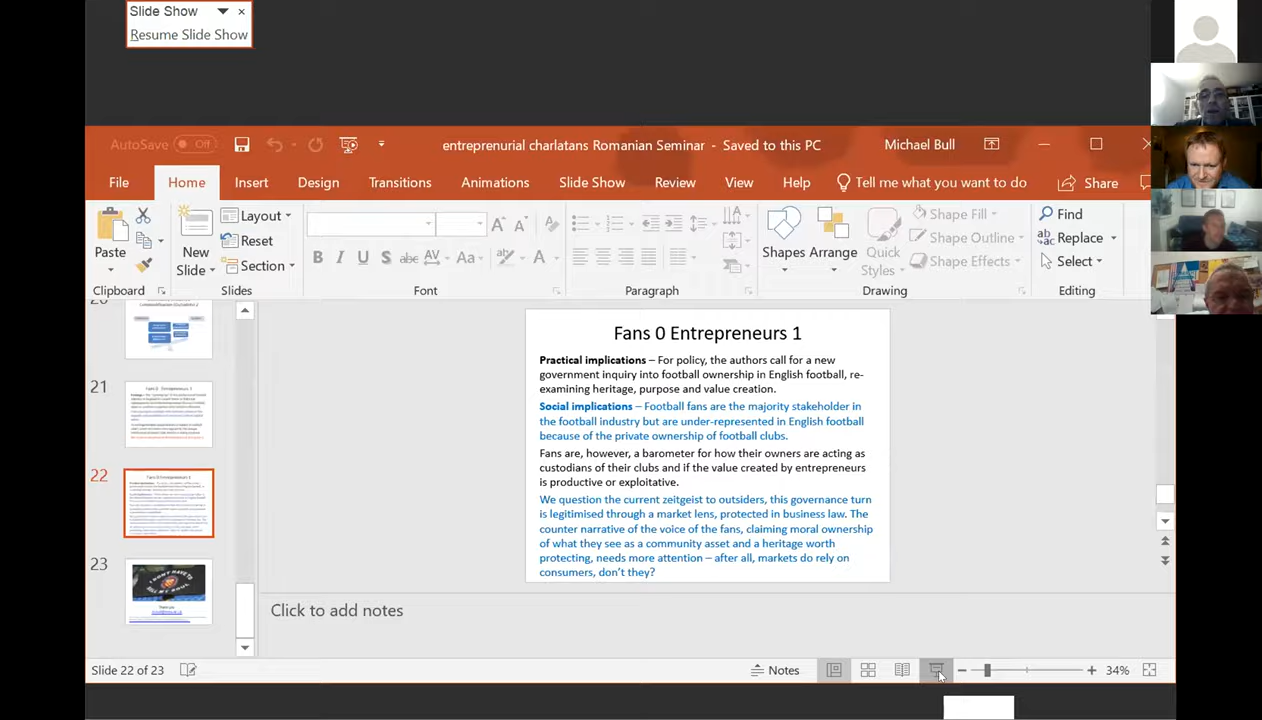 Slide Show
Resume Slide Show
AutoSave Off
entreprenurial charlatans Romanian Seminar - Saved to this PC
Michael Bull
File Home Insert Design Transitions Animations Slide Show Review View Help Tell me what you want to do Share
Paste
New Slide
Layout
Reset
Section
Shapes
Arrange
Quick Styles
Shape Fill
Shape Outline
Shape Effects
Find
Replace
Select
Clipboard Slides Font Paragraph Drawing Editing
21
Fans 0 Entrepreneurs 1
22
23
Fans 0 Entrepreneurs 1
Practical implications – For policy, the authors call for a new
government inquiry into football ownership in English football, re-
examining heritage, purpose and value creation.
Social implications – Football fans are the majority stakeholder in
the football industry but are under-represented in English football
because of the private ownership of football clubs.
Fans are, however, a barometer for how their owners are acting as
custodians of their clubs and if the value created by entrepreneurs
is productive or exploitative.
We question the current zeitgeist to outsiders, this governance turn
is legitimised through a market lens, protected in business law. The
counter narrative of the voice of the fans, claiming moral ownership
of what they see as a community asset and a heritage worth
protecting, needs more attention – after all, markets do rely on
consumers, don't they?
Click to add notes
Slide 22 of 23
Notes
34%